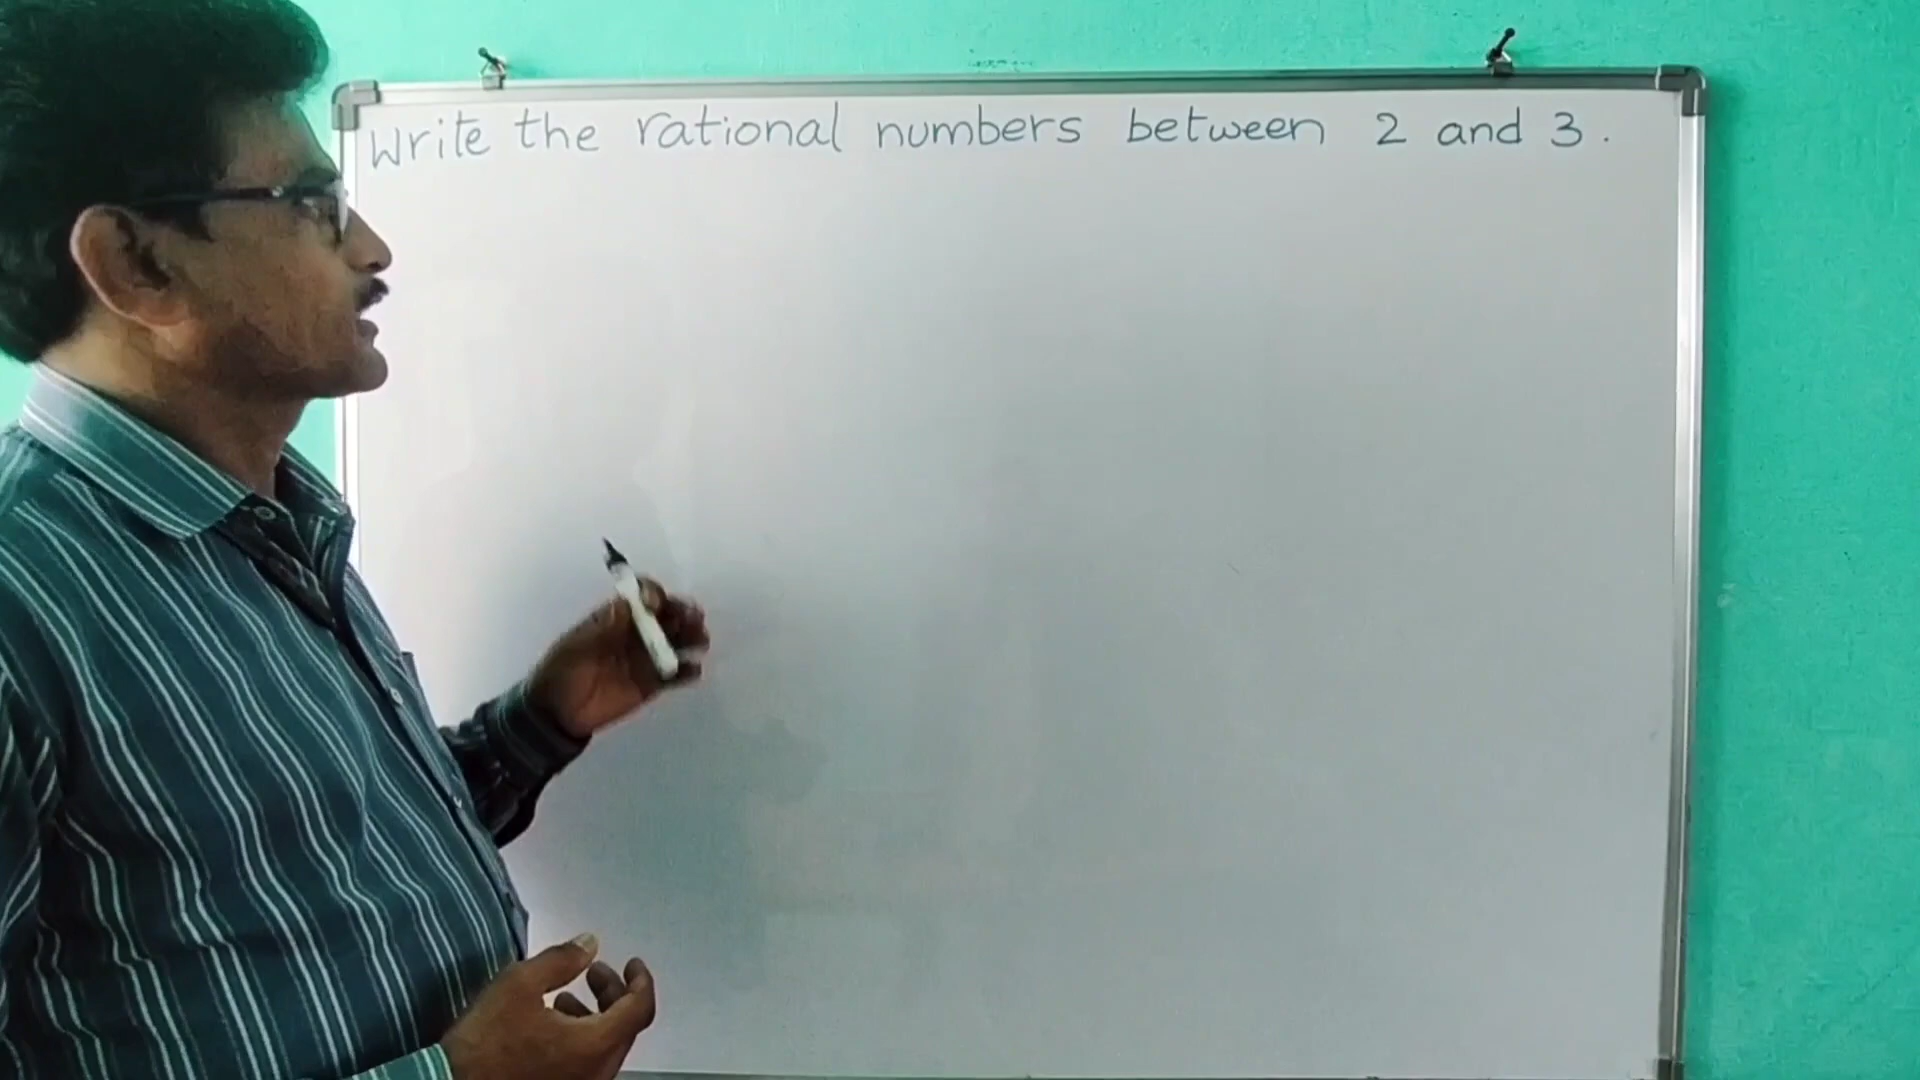 Write the rational numbers between 2 and 3.